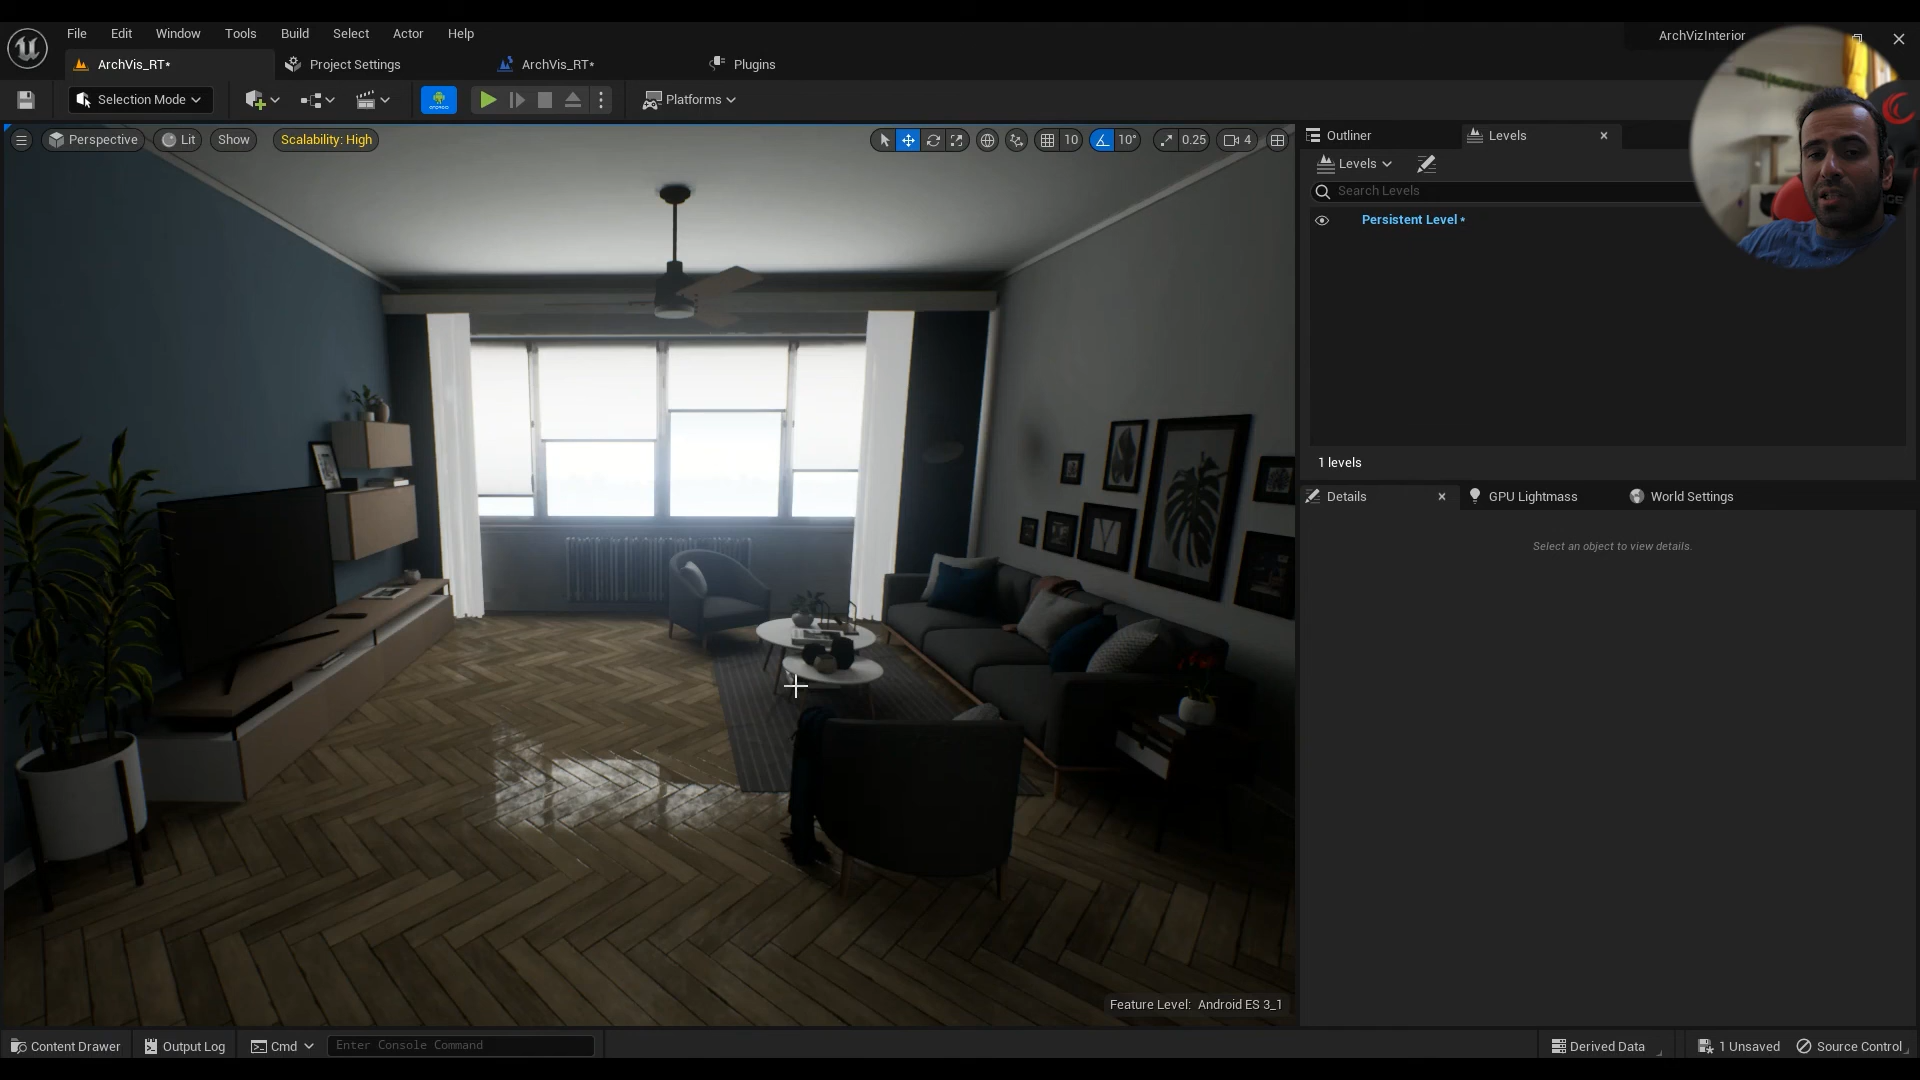 File Edit Window Tools Build Select Actor Help
ArchVizInterior
ArchVis_RT* Project Settings ArchVis_RT* Plugins
Selection Mode Platforms
Perspective Lit Show Scalability: High 10 10° 0.25 4
Outliner Levels
Levels
Search Levels
Persistent Level *
1 levels
Details GPU Lightmass World Settings
Select an object to view details.
Feature Level: Android ES 3_1
Content Drawer Output Log Cmd Enter Console Command Derived Data 1 Unsaved Source Control